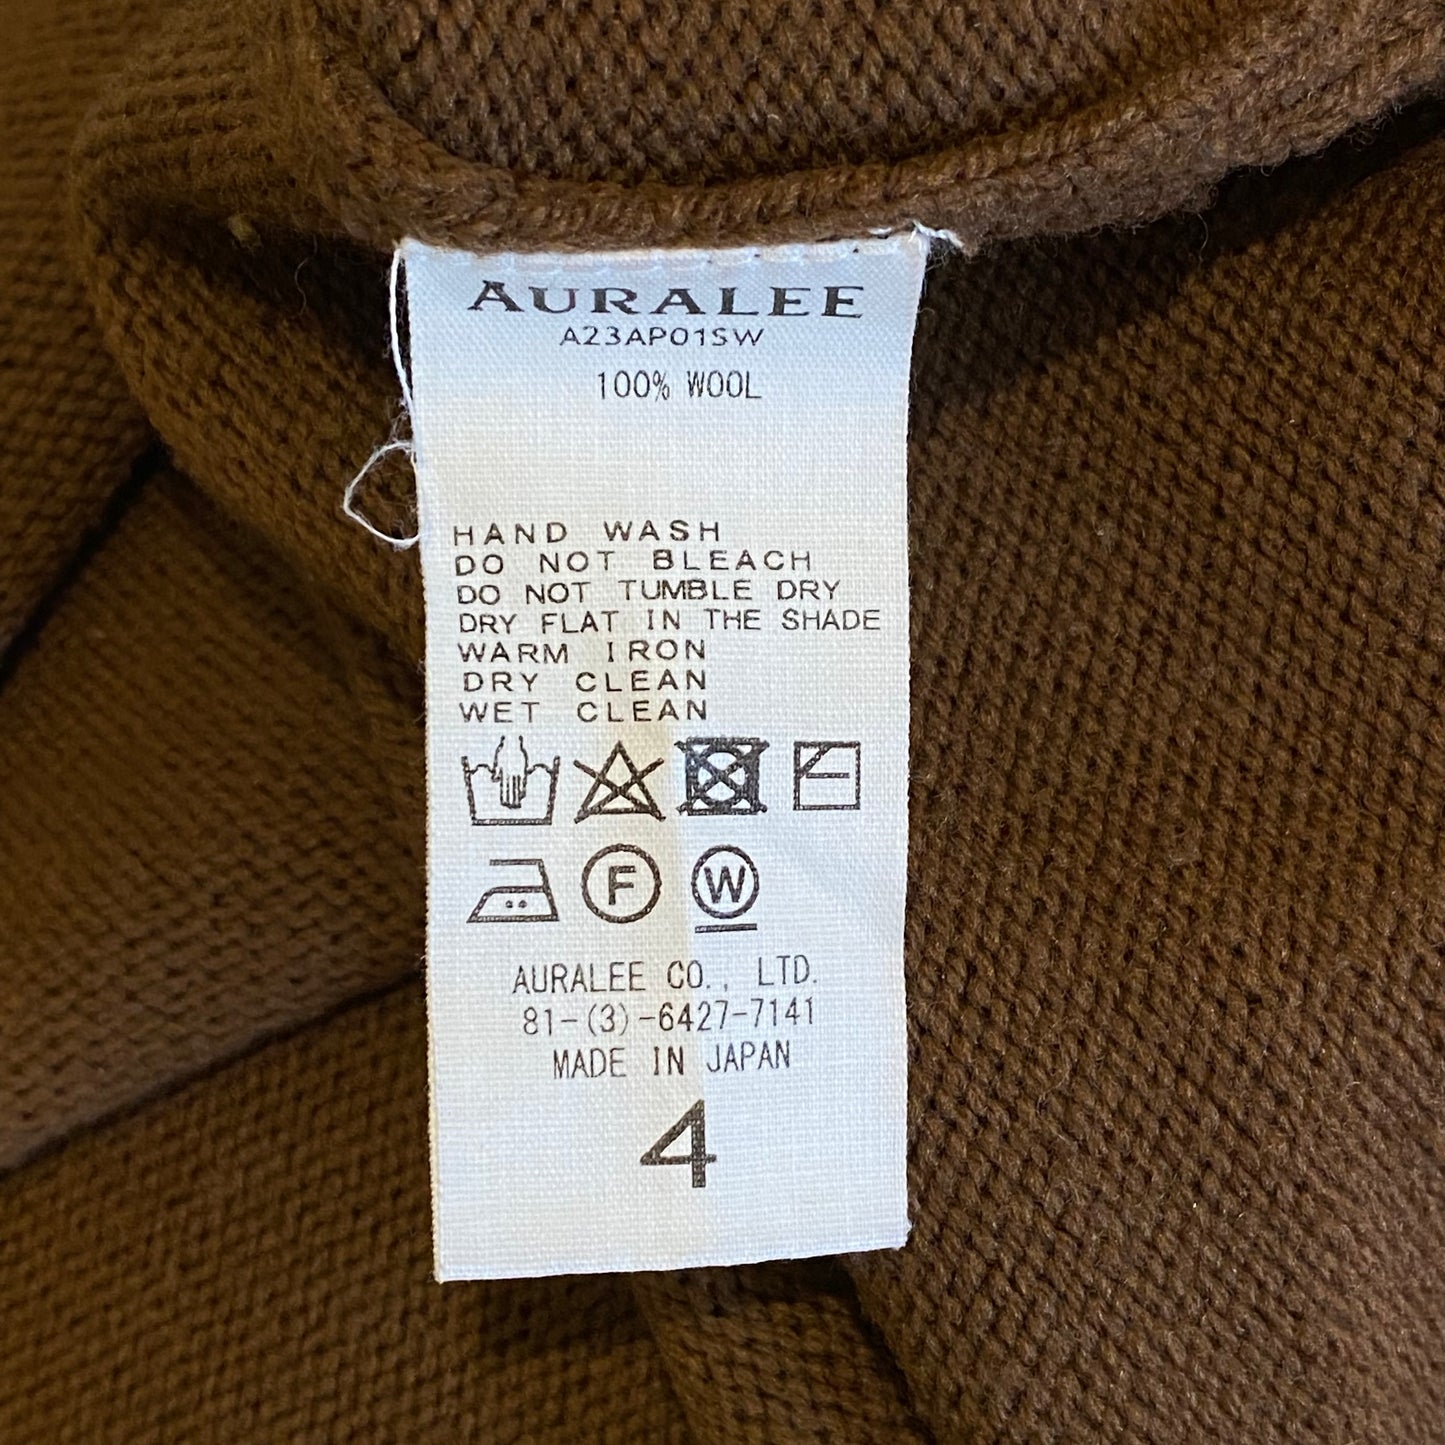 AURALEE
A23AP01SW
100% WOOL
HAND WASH
DO NOT BLEACH
DO NOT TUMBLE DRY
DRY FLAT IN THE SHADE
WARM IRON
DRY CLEAN
WET CLEAN
F W
AURALEE CO., LTD.
81-(3)-6427-7141
MADE IN JAPAN
4